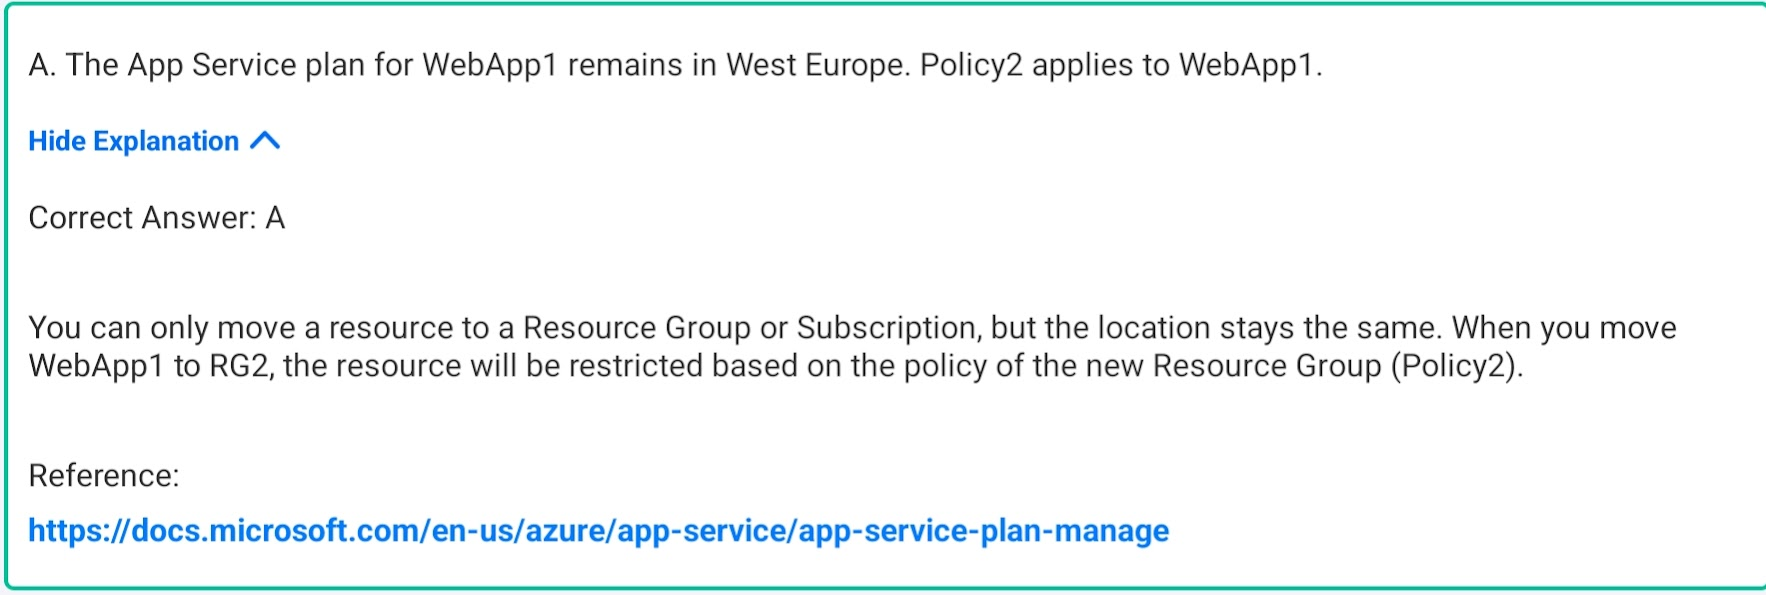 A. The App Service plan for WebApp1 remains in West Europe. Policy2 applies to WebApp1.
Hide Explanation
Correct Answer: A
You can only move a resource to a Resource Group or Subscription, but the location stays the same. When you move
WebApp1 to RG2, the resource will be restricted based on the policy of the new Resource Group (Policy2).
Reference:
https://docs.microsoft.com/en-us/azure/app-service/app-service-plan-manage